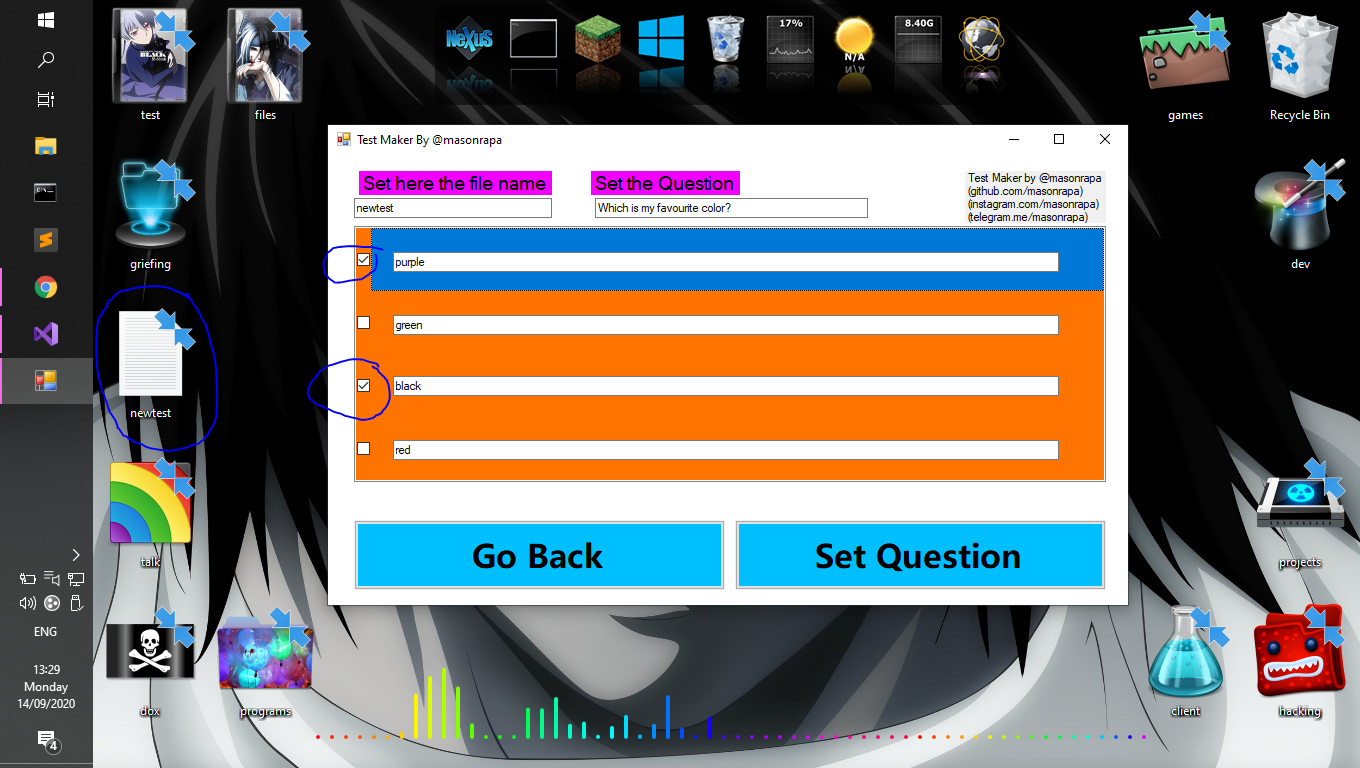 test
files
NeXuS
17%
N/A
8.40G
games
Recycle Bin
BLACK
Test Maker By @masonrapa
Set here the file name
Set the Question
Test Maker by @masonrapa
(github.com/masonrapa)
(instagram.com/masonrapa)
(telegram.me/masonrapa)
newtest
Which is my favourite color?
purple
green
black
red
Go Back
Set Question
griefing
dev
newtest
talk
projects
dox
programs
client
hacking
ENG
13:29
Monday
14/09/2020
4